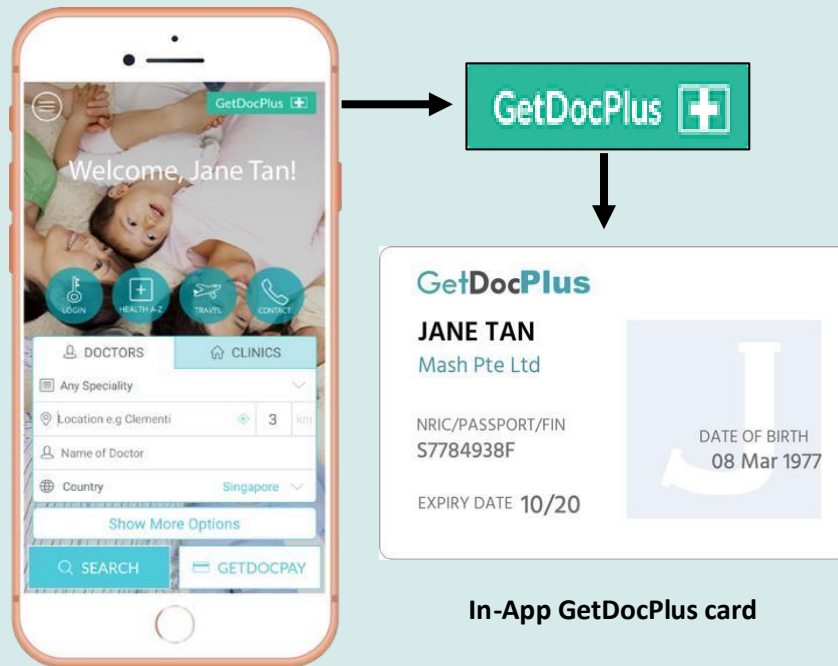 GetDocPlus
Welcome, Jane Tan!
LOGIN
HEALTH A-Z
TRAVEL
CONTACT
DOCTORS
CLINICS
Any Speciality
Location e.g Clementi
3
km
Name of Doctor
Country
Singapore
Show More Options
SEARCH
GETDOCPAY
GetDocPlus
GetDocPlus
JANE TAN
Mash Pte Ltd
NRIC/PASSPORT/FIN
S7784938F
DATE OF BIRTH
08 Mar 1977
EXPIRY DATE 10/20
J
In-App GetDocPlus card